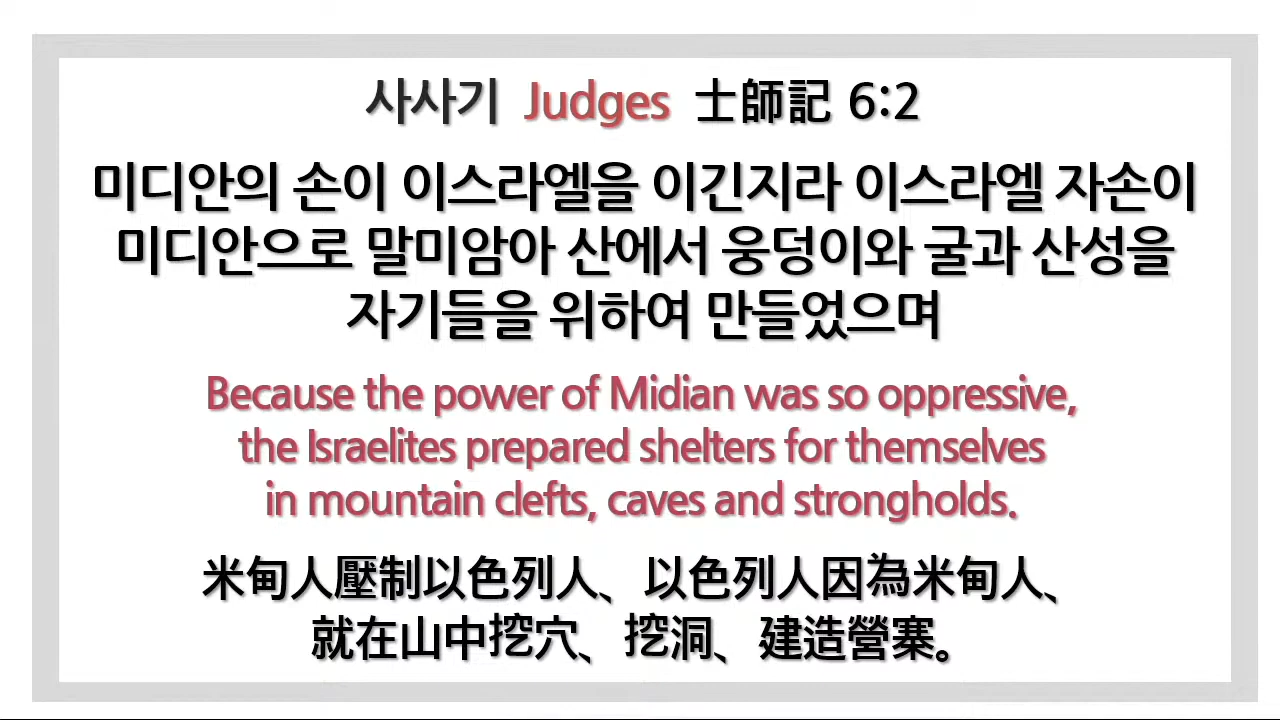 사사기 Judges 士師記 6:2
미디안의 손이 이스라엘을 이긴지라 이스라엘 자손이
미디안으로 말미암아 산에서 웅덩이와 굴과 산성을
자기들을 위하여 만들었으며
Because the power of Midian was so oppressive,
the Israelites prepared shelters for themselves
in mountain clefts, caves and strongholds.
米甸人壓制以色列人、以色列人因為米甸人、
就在山中挖穴、挖洞、建造營寨。